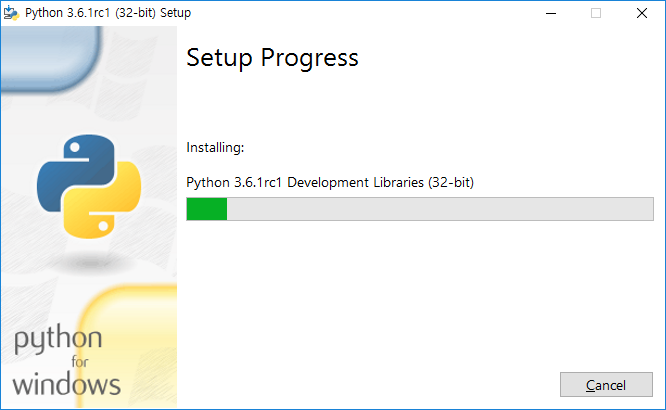 Python 3.6.1rc1 (32-bit) Setup
Setup Progress
Installing:
Python 3.6.1rc1 Development Libraries (32-bit)
python
for
windows
Cancel